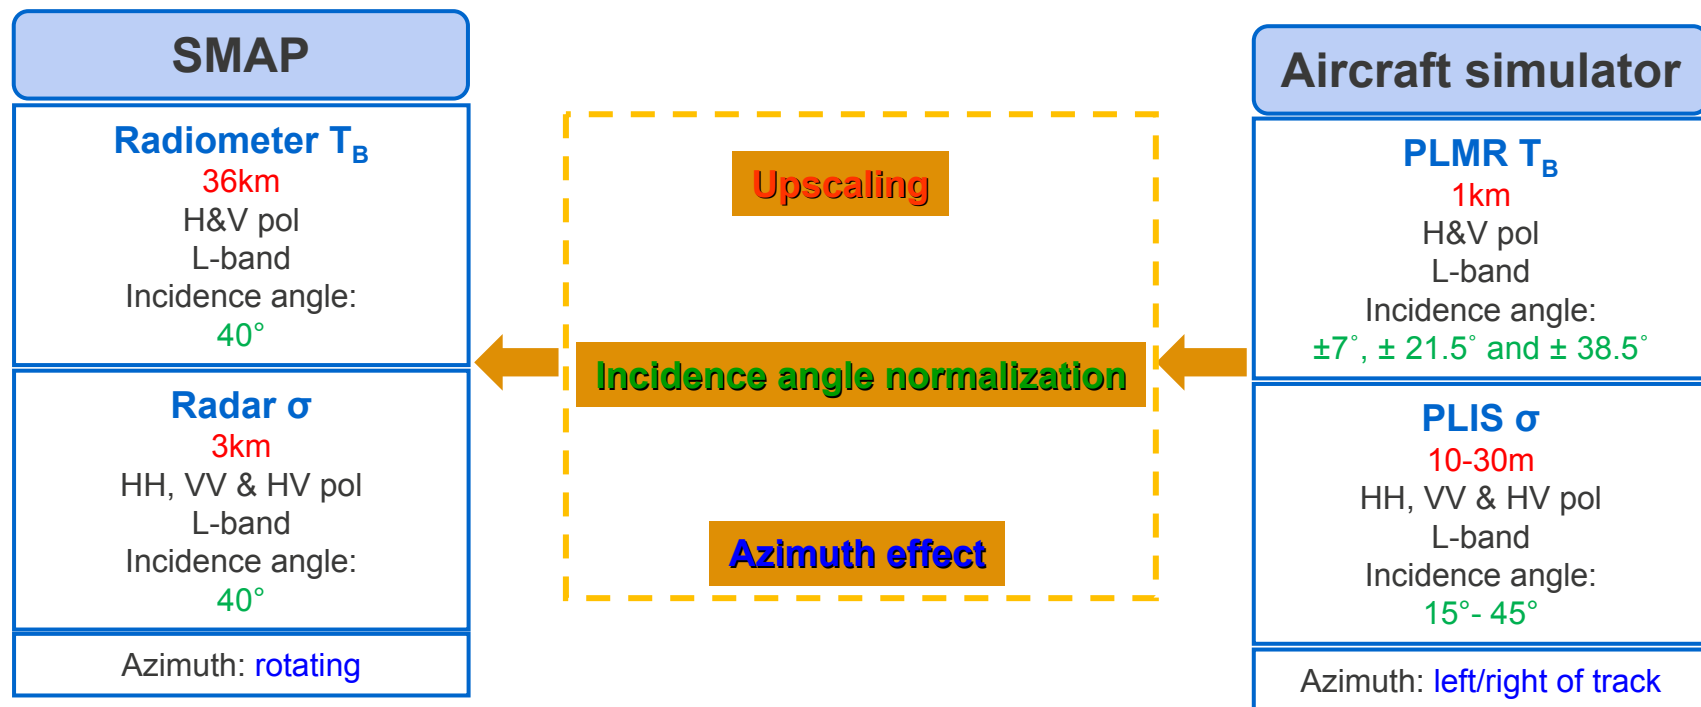 SMAP
Radiometer TB
36km
H&V pol
L-band
Incidence angle:
40°
Radar σ
3km
HH, VV & HV pol
L-band
Incidence angle:
40°
Azimuth: rotating
Upscaling
Incidence angle normalization
Azimuth effect
Aircraft simulator
PLMR TB
1km
H&V pol
L-band
Incidence angle:
±7°, ± 21.5° and ± 38.5°
PLIS σ
10-30m
HH, VV & HV pol
L-band
Incidence angle:
15°- 45°
Azimuth: left/right of track